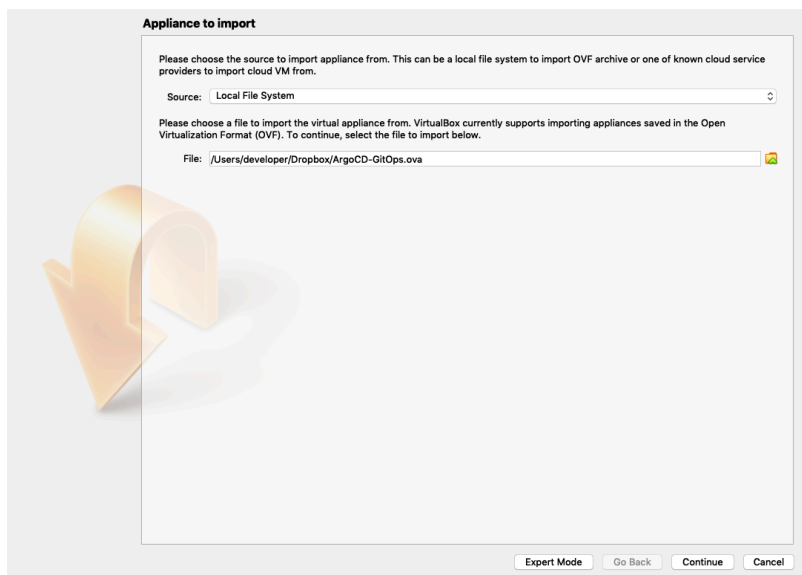 Appliance to import
Please choose the source to import appliance from. This can be a local file system to import OVF archive or one of known cloud service
providers to import cloud VM from.
Source: Local File System
Please choose a file to import the virtual appliance from. VirtualBox currently supports importing appliances saved in the Open
Virtualization Format (OVF). To continue, select the file to import below.
File: /Users/developer/Dropbox/ArgoCD-GitOps.ova
Expert Mode Go Back Continue Cancel